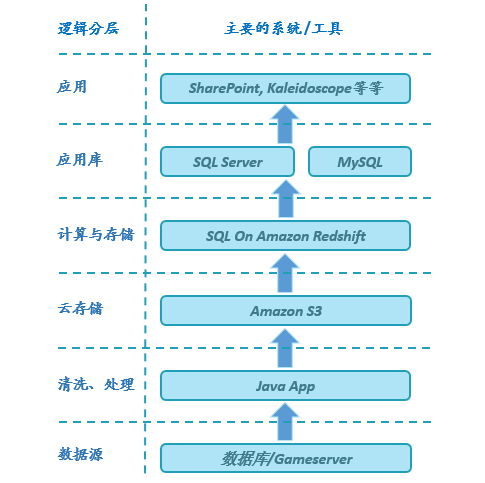 逻辑分层 主要的系统/工具
应用 SharePoint, Kaleidoscope等等
应用库 SQL Server MySQL
计算与存储 SQL On Amazon Redshift
云存储 Amazon S3
清洗、处理 Java App
数据源 数据库/Gameserver